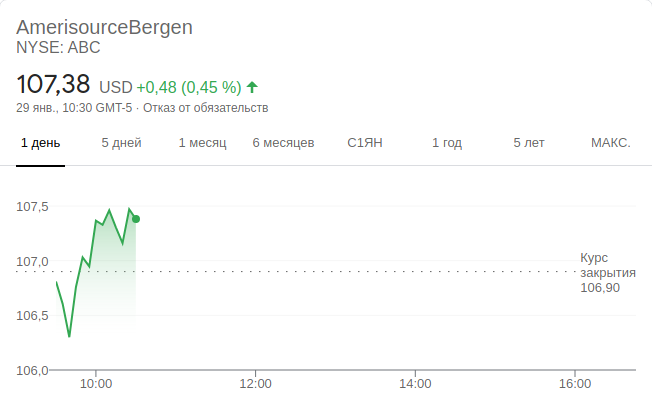 AmerisourceBergen
NYSE: ABC
107,38 USD +0,48 (0,45 %)
29 янв., 10:30 GMT-5 · Отказ от обязательств
1 день 5 дней 1 месяц 6 месяцев С1ЯН 1 год 5 лет МАКС.
107,5
107,0
Курс
закрытия
106,90
106,5
106,0
10:00 12:00 14:00 16:00